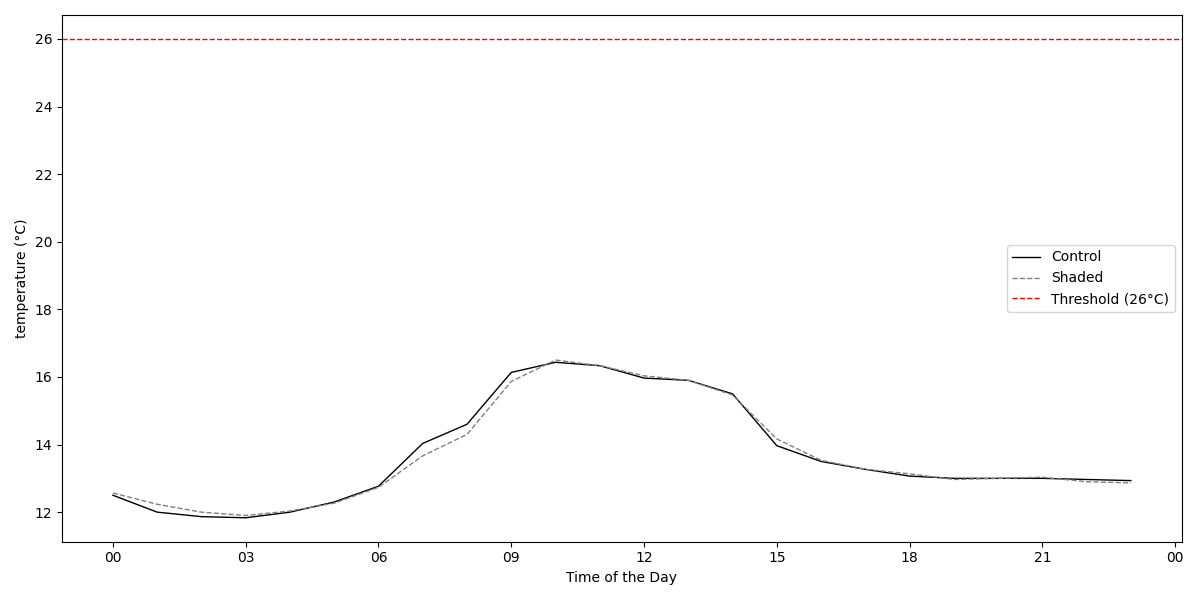 26
24
22
20
18
16
14
12
temperature (°C)
Control
Shaded
Threshold (26°C)
00 03 06 09 12 15 18 21 00
Time of the Day